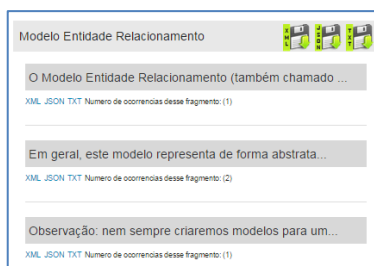 Modelo Entidade Relacionamento XML JSON TXT
O Modelo Entidade Relacionamento (também chamado ...
XML JSON TXT Numero de ocorrencias desse fragmento: (1)
Em geral, este modelo representa de forma abstrata...
XML JSON TXT Numero de ocorrencias desse fragmento: (2)
Observação: nem sempre criaremos modelos para um...
XML JSON TXT Numero de ocorrencias desse fragmento: (1)